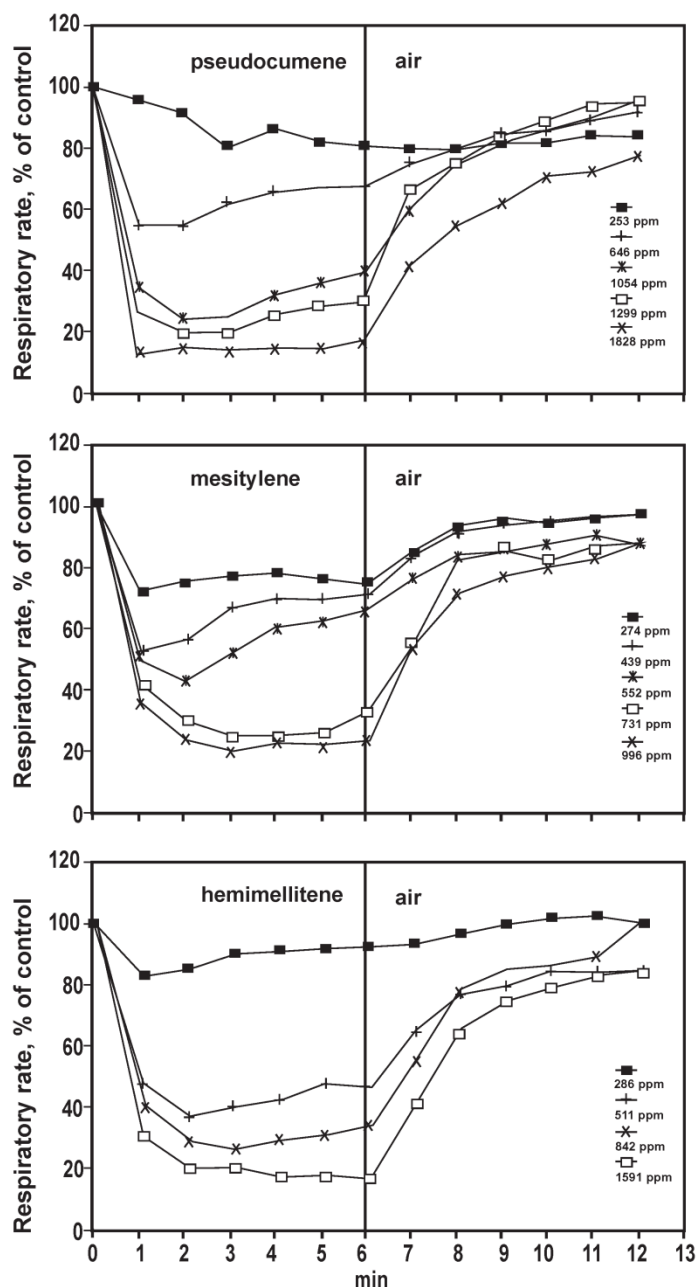 120
100
80
60
40
20
0
Respiratory rate, % of control
pseudocumene
air
253 ppm
646 ppm
1054 ppm
1299 ppm
1828 ppm
120
100
80
60
40
20
0
Respiratory rate, % of control
mesitylene
air
274 ppm
439 ppm
552 ppm
731 ppm
996 ppm
120
100
80
60
40
20
0
Respiratory rate, % of control
hemimellitene
air
286 ppm
511 ppm
842 ppm
1591 ppm
0 1 2 3 4 5 6 7 8 9 10 11 12 13
min